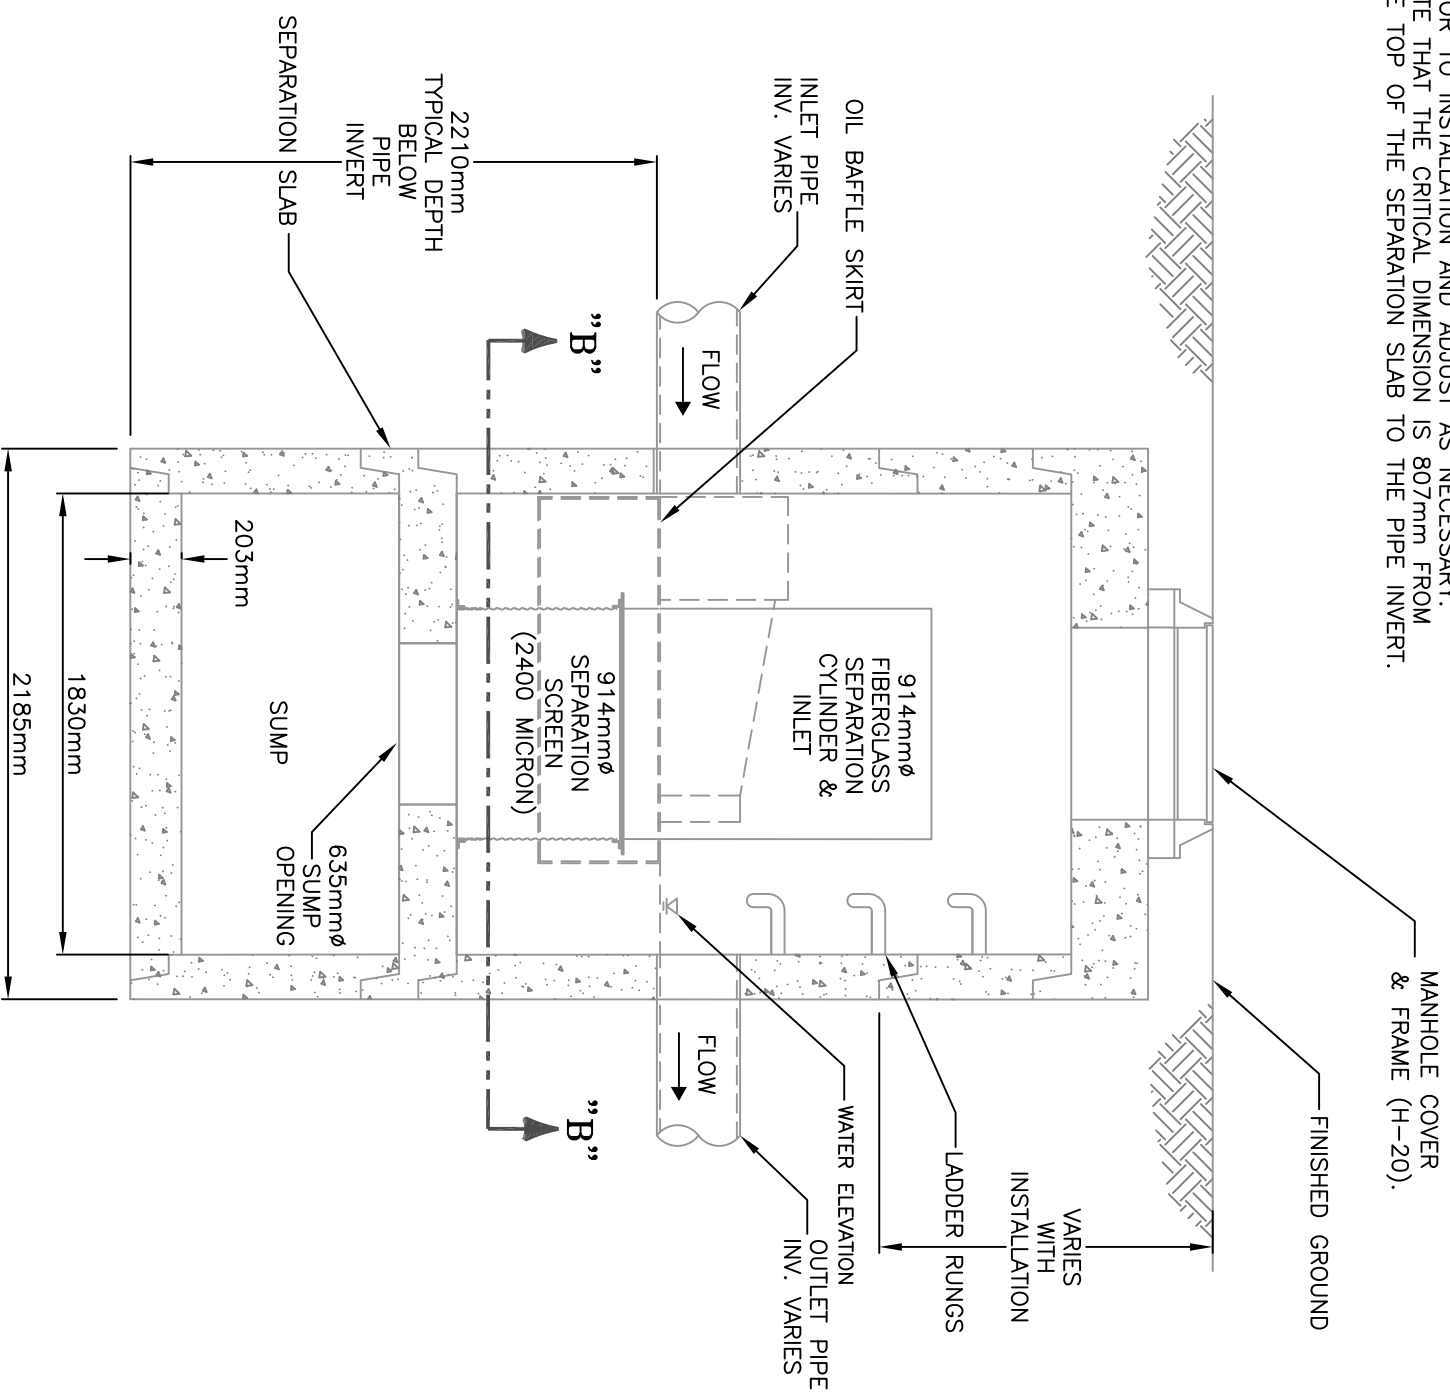 TO INSTALLATION AND ADJUST AS NECESSARY.
THAT THE CRITICAL DIMENSION IS 807mm FROM
TOP OF THE SEPARATION SLAB TO THE PIPE INVERT.
MANHOLE COVER
& FRAME (H-20).
FINISHED GROUND
VARIES
WITH
INSTALLATION
LADDER RUNGS
WATER ELEVATION
OUTLET PIPE
INV. VARIES
OIL BAFFLE SKIRT
INLET PIPE
INV. VARIES
FLOW
FLOW
914mmø
FIBERGLASS
SEPARATION
CYLINDER &
INLET
914mmø
SEPARATION
SCREEN
(2400 MICRON)
"B"
"B"
2210mm
TYPICAL DEPTH
BELOW
PIPE
INVERT
SEPARATION SLAB
635mmø
SUMP
OPENING
SUMP
203mm
1830mm
2185mm